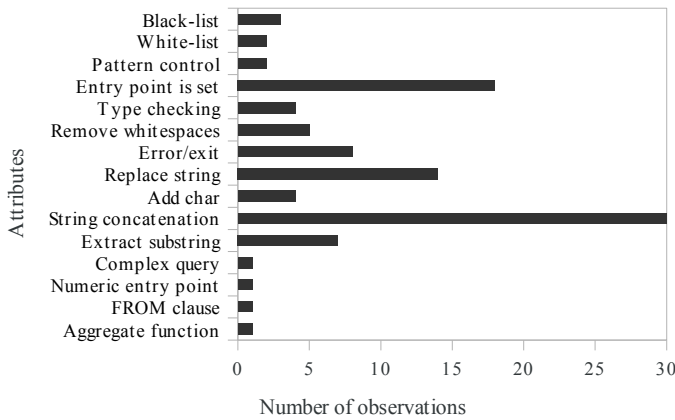 Black-list
White-list
Pattern control
Entry point is set
Type checking
Remove whitespaces
Error/exit
Replace string
Add char
String concatenation
Extract substring
Complex query
Numeric entry point
FROM clause
Aggregate function
Attributes
0 5 10 15 20 25 30
Number of observations